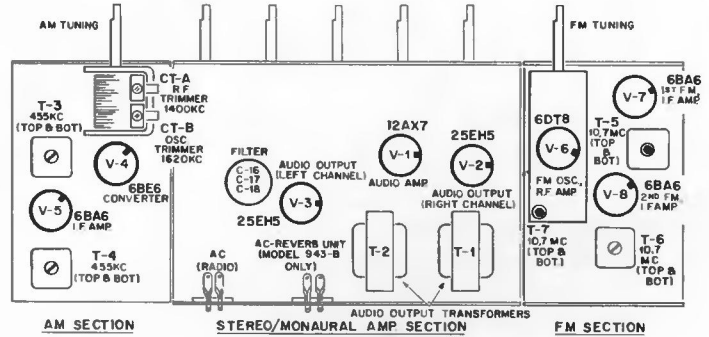 AM TUNING
FM TUNING
CT-A
R F
TRIMMER
1400KC
CT-B
OSC
TRIMMER
1620KC
T-3
455KC
(TOP & BOT)
V-4
6BE6
CONVERTER
V-5
6BA6
I.F AMP
T-4
455KC
(TOP & BOT)
FILTER
C-16
C-17
C-18
AUDIO OUTPUT
(LEFT CHANNEL)
V-3
25EH5
12AX7
V-1
AUDIO AMP
25EH5
V-2
AUDIO OUTPUT
(RIGHT CHANNEL)
AC
(RADIO)
AC-REVERB UNIT
(MODEL 943-B
ONLY)
T-2
T-1
AUDIO OUTPUT TRANSFORMERS
6DT8
V-6
FM OSC,
R.F AMP
V-7
6BA6
1ST FM,
I.F AMP
T-5
10,7MC
(TOP
&
BOT)
V-8
6BA6
2ND FM,
I.F AMP
T-7
10,7 MC
(TOP &
BOT)
T-6
10.7
MC
(TOP &
BOT)
AM SECTION
STEREO/MONAURAL AMP SECTION
FM SECTION